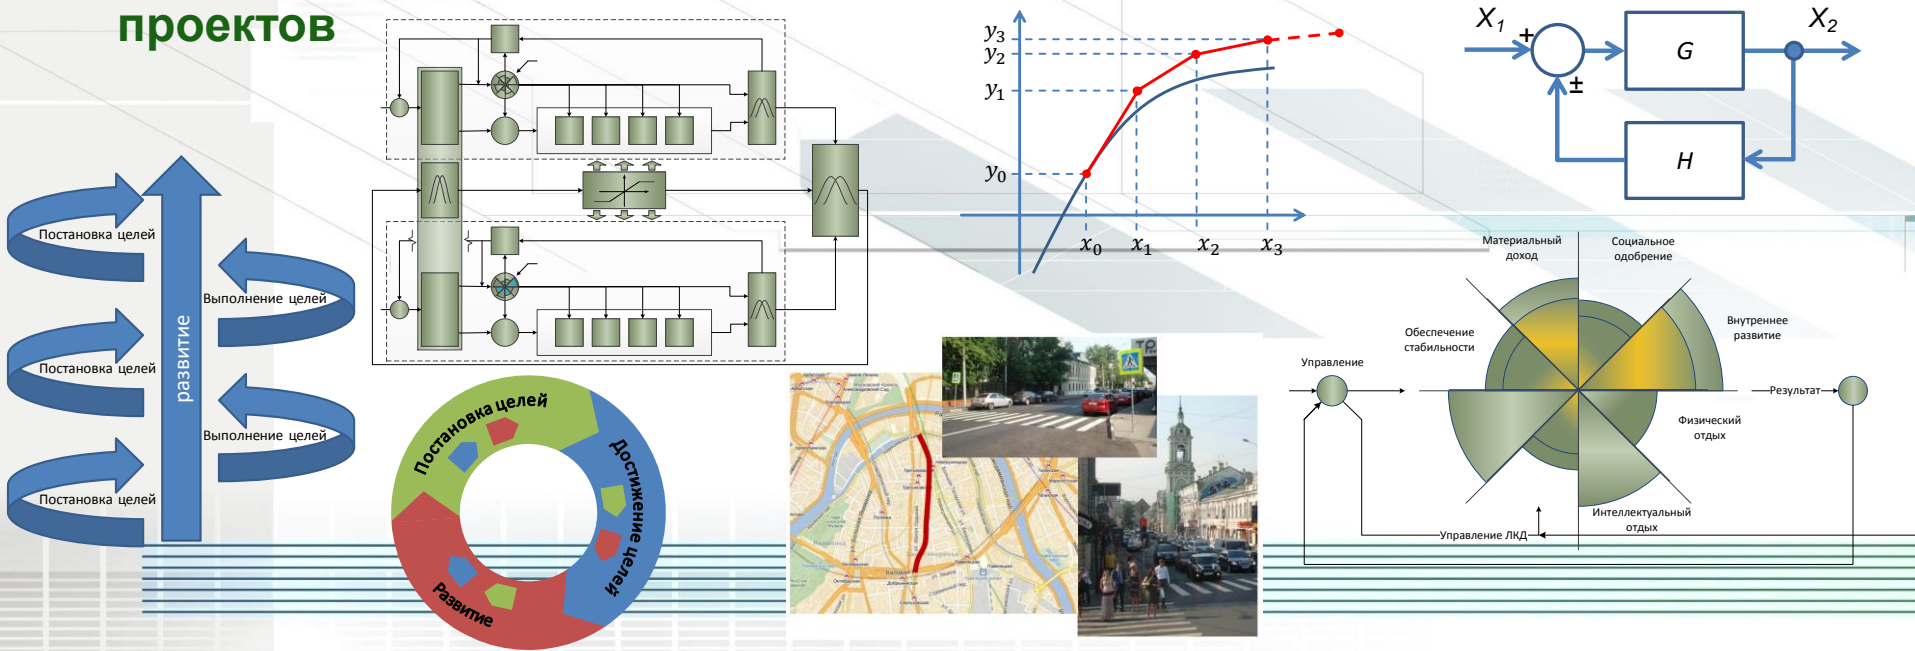 проектов
Постановка целей
Выполнение целей
Постановка целей
Выполнение целей
Постановка целей
развитие
Постановка целей
Достижение целей
Развитие
y₃
y₂
y₁
y₀
x₀
x₁
x₂
x₃
X₁
+
±
G
H
X₂
Материальный
доход
Социальное
одобрение
Обеспечение
стабильности
Внутреннее
развитие
Физический
отдых
Интеллектуальный
отдых
Управление
Результат
Управление ЛКД